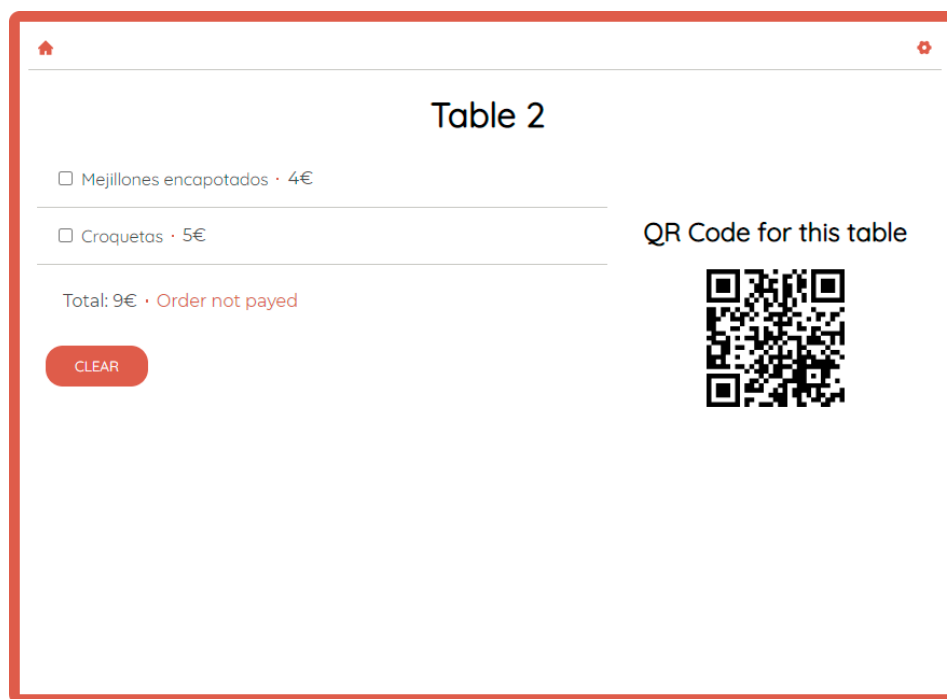 Table 2
Mejillones encapotados · 4€
Croquetas · 5€
Total: 9€ · Order not payed
CLEAR
QR Code for this table